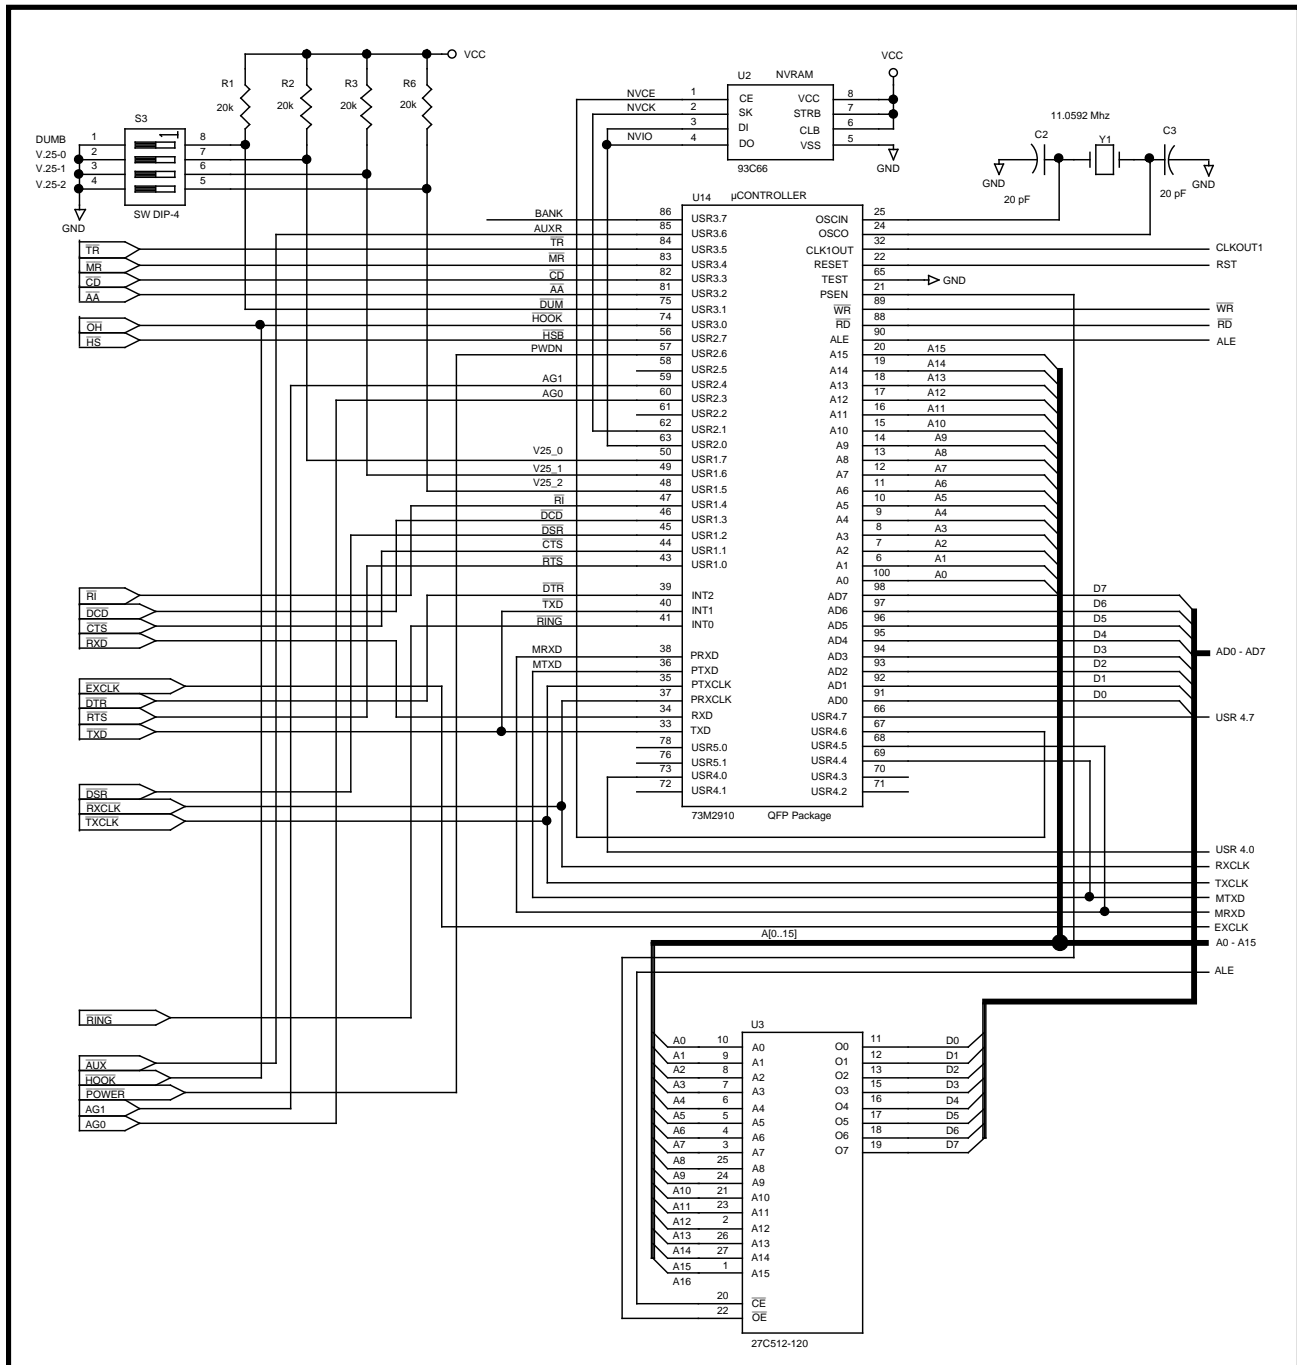 VCC
R1
R2
R3
R6
20k
20k
20k
20k
S3
DUMB 1 8
V.25-0 2 7
V.25-1 3 6
V.25-2 4 5
SW DIP-4
GND
U2 NVRAM
NVCE 1 CE VCC 8
NVCK 2 SK STRB 7
3 DI CLB 6
NVIO 4 DO VSS 5
93C66
VCC
GND
11.0592 Mhz
C2
Y1
C3
GND
20 pF
20 pF
GND
U14 µCONTROLLER
BANK 86 USR3.7 OSCIN 25
AUXR 85 USR3.6 OSCO 24
TR TR 84 USR3.5 CLK1OUT 32 CLKOUT1
MR MR 83 USR3.4 RESET 22 RST
CD CD 82 USR3.3 TEST 65 GND
AA AA 81 USR3.2 PSEN 21
DUM 75 USR3.1 WR 89 WR
OH HOOK 74 USR3.0 RD 88 RD
HS HSB 56 USR2.7 ALE 90 ALE
PWDN 57 USR2.6 A15 20 A15
58 USR2.5 A14 19 A14
AG1 59 USR2.4 A13 18 A13
AG0 60 USR2.3 A12 17 A12
61 USR2.2 A11 16 A11
62 USR2.1 A10 15 A10
63 USR2.0 A9 14 A9
V25_0 50 USR1.7 A8 13 A8
V25_1 49 USR1.6 A7 12 A7
V25_2 48 USR1.5 A6 11 A6
RI 47 USR1.4 A5 10 A5
DCD 46 USR1.3 A4 9 A4
DSR 45 USR1.2 A3 8 A3
CTS 44 USR1.1 A2 7 A2
RTS 43 USR1.0 A1 6 A1
A0 100 A0
RI DTR 39 INT2 AD7 98 D7
DCD TXD 40 INT1 AD6 97 D6
CTS RING 41 INT0 AD5 96 D5
RXD AD4 95 D4
MRXD 38 PRXD AD3 94 D3 AD0 - AD7
MTXD 36 PTXD AD2 93 D2
EXCLK 35 PTXCLK AD1 92 D1
DTR 37 PRXCLK AD0 91 D0
RTS 34 RXD USR4.7 66 USR 4.7
TXD 33 TXD USR4.6 67
78 USR5.0 USR4.5 68
76 USR5.1 USR4.4 69
73 USR4.0 USR4.3 70
DSR 72 USR4.1 USR4.2 71
RXCLK
TXCLK
73M2910 QFP Package
USR 4.0
RXCLK
TXCLK
MTXD
MRXD
EXCLK
A[0..15] A0 - A15
ALE
RING
AUX
HOOK
POWER
AG1
AG0
U3
A0 10 A0 O0 11 D0
A1 9 A1 O1 12 D1
A2 8 A2 O2 13 D2
A3 7 A3 O3 15 D3
A4 6 A4 O4 16 D4
A5 5 A5 O5 17 D5
A6 4 A6 O6 18 D6
A7 3 A7 O7 19 D7
A8 25 A8
A9 24 A9
A10 21 A10
A11 23 A11
A12 2 A12
A13 26 A13
A14 27 A14
A15 1 A15
A16
20 CE
22 OE
27C512-120